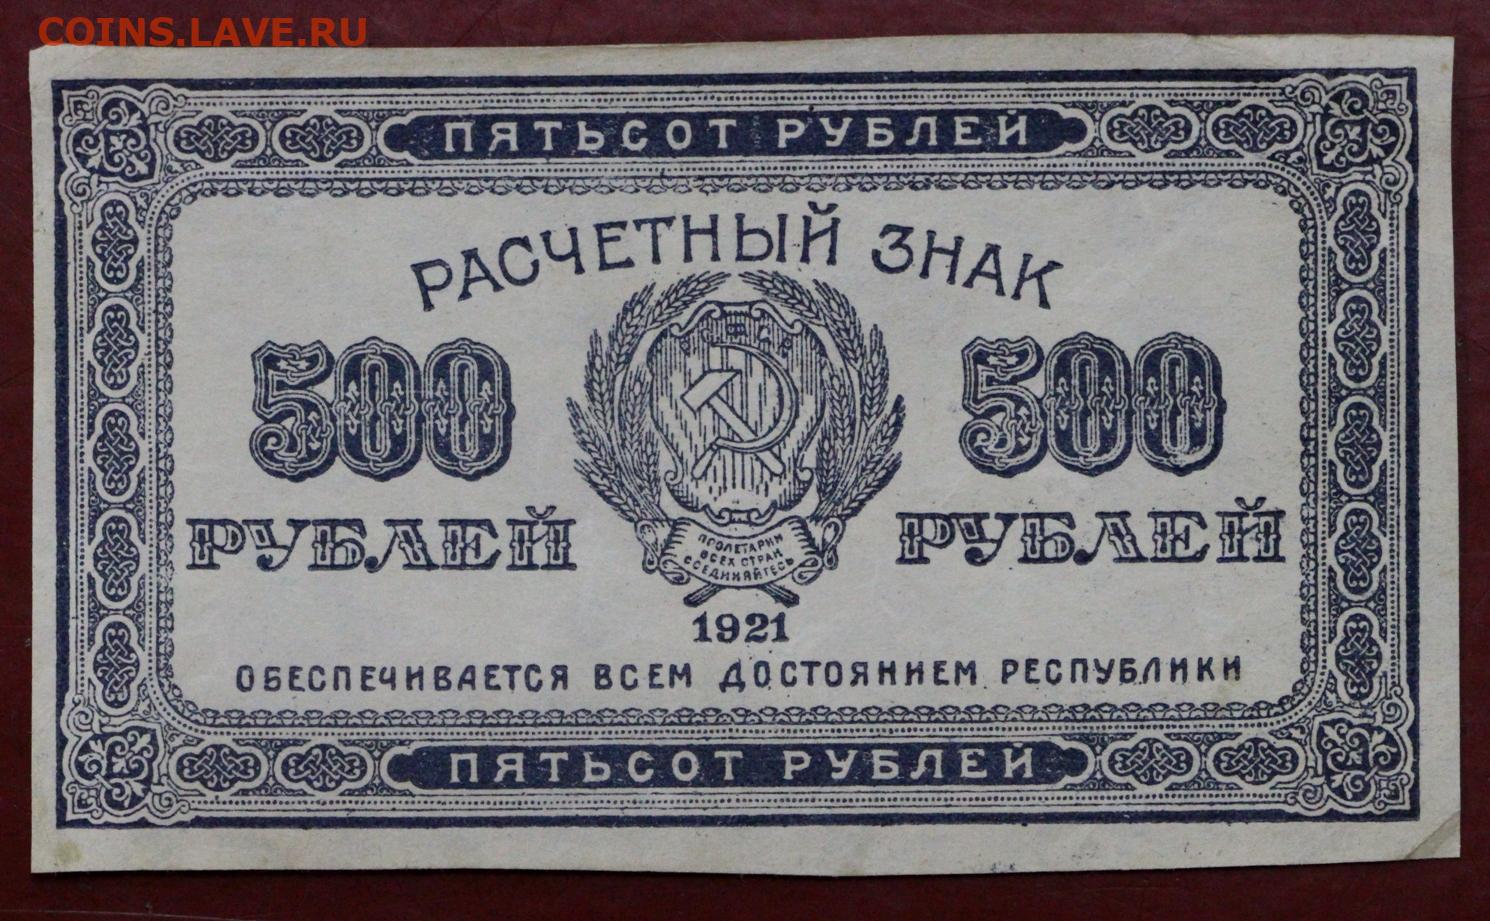 COINS.LAVE.RU
ПЯТЬСОТ РУБЛЕЙ
РАСЧЕТНЫЙ ЗНАК
Р.С.Ф.С.Р.
500 500
РУБЛЕЙ РУБЛЕЙ
ПРОЛЕТАРИИ
ВСЕХ СТРАН
СОЕДИНЯЙТЕСЬ
1921
ОБЕСПЕЧИВАЕТСЯ ВСЕМ ДОСТОЯНИЕМ РЕСПУБЛИКИ
ПЯТЬСОТ РУБЛЕЙ